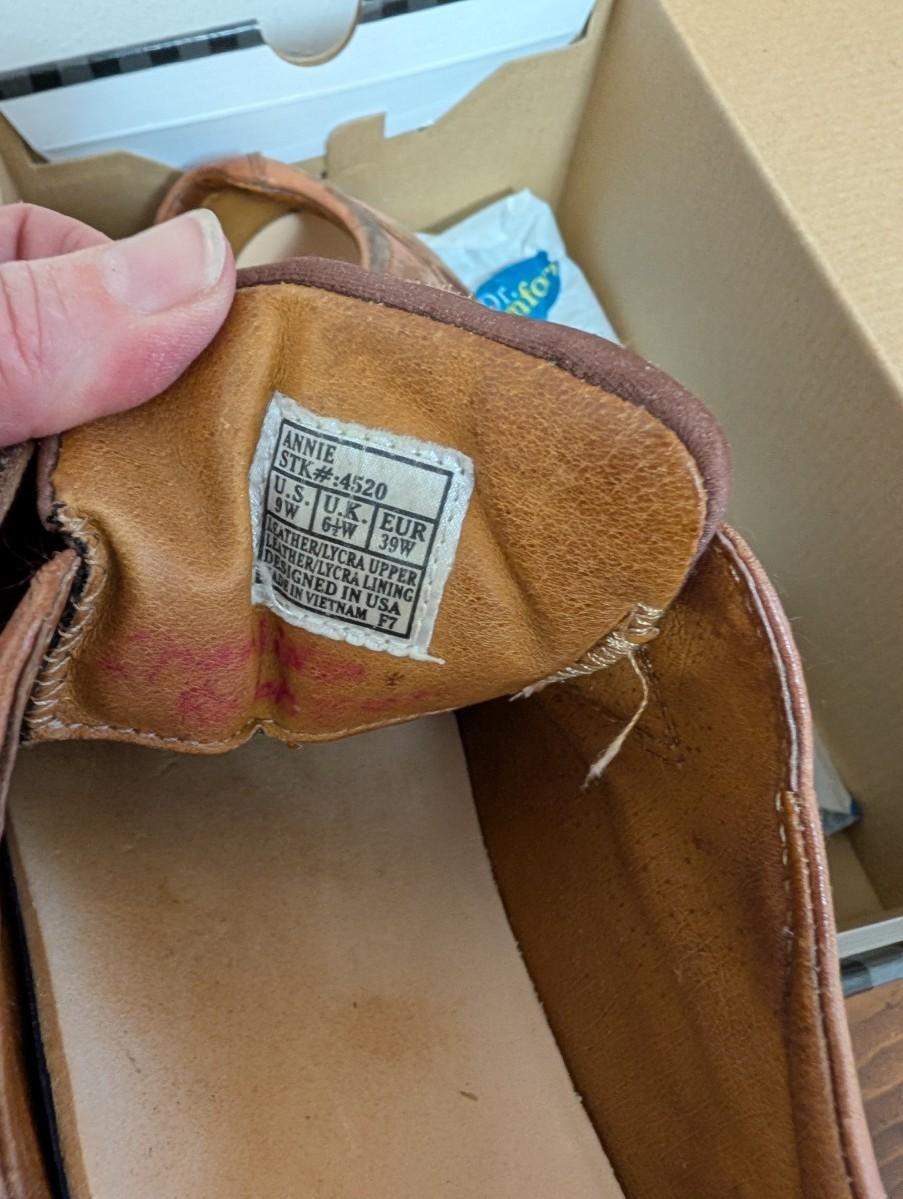 Dr.
ANNIE
STK#:4520
U.S. U.K. EUR
9W 6½W 39W
LEATHER/LYCRA UPPER
LEATHER/LYCRA LINING
DESIGNED IN USA
MADE IN VIETNAM F7